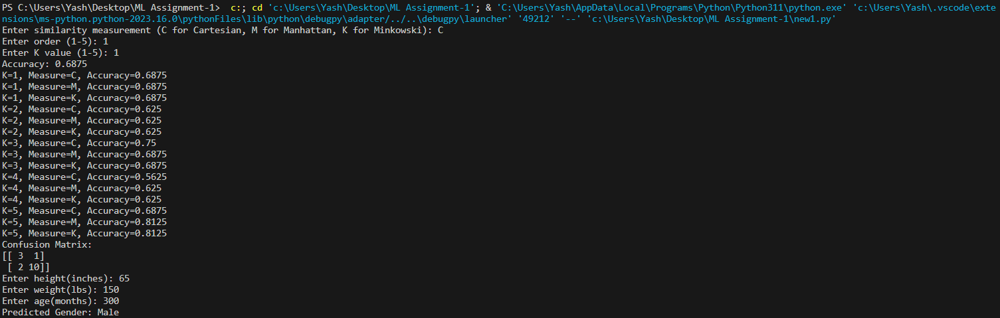 PS C:\Users\Yash\Desktop\ML Assignment-1>  c:; cd 'c:\Users\Yash\Desktop\ML Assignment-1'; & 'C:\Users\Yash\AppData\Local\Programs\Python\Python311\python.exe' 'c:\Users\Yash\.vscode\exte
nsions\ms-python.python-2023.16.0\pythonFiles\lib\python\debugpy\adapter/../..\debugpy\launcher' '49212' '--' 'c:\Users\Yash\Desktop\ML Assignment-1\new1.py'
Enter similarity measurement (C for Cartesian, M for Manhattan, K for Minkowski): C
Enter order (1-5): 1
Enter K value (1-5): 1
Accuracy: 0.6875
K=1, Measure=C, Accuracy=0.6875
K=1, Measure=M, Accuracy=0.6875
K=1, Measure=K, Accuracy=0.6875
K=2, Measure=C, Accuracy=0.625
K=2, Measure=M, Accuracy=0.625
K=2, Measure=K, Accuracy=0.625
K=3, Measure=C, Accuracy=0.75
K=3, Measure=M, Accuracy=0.6875
K=3, Measure=K, Accuracy=0.6875
K=4, Measure=C, Accuracy=0.5625
K=4, Measure=M, Accuracy=0.625
K=4, Measure=K, Accuracy=0.625
K=5, Measure=C, Accuracy=0.6875
K=5, Measure=M, Accuracy=0.8125
K=5, Measure=K, Accuracy=0.8125
Confusion Matrix:
[[ 3  1]
 [ 2 10]]
Enter height(inches): 65
Enter weight(lbs): 150
Enter age(months): 300
Predicted Gender: Male